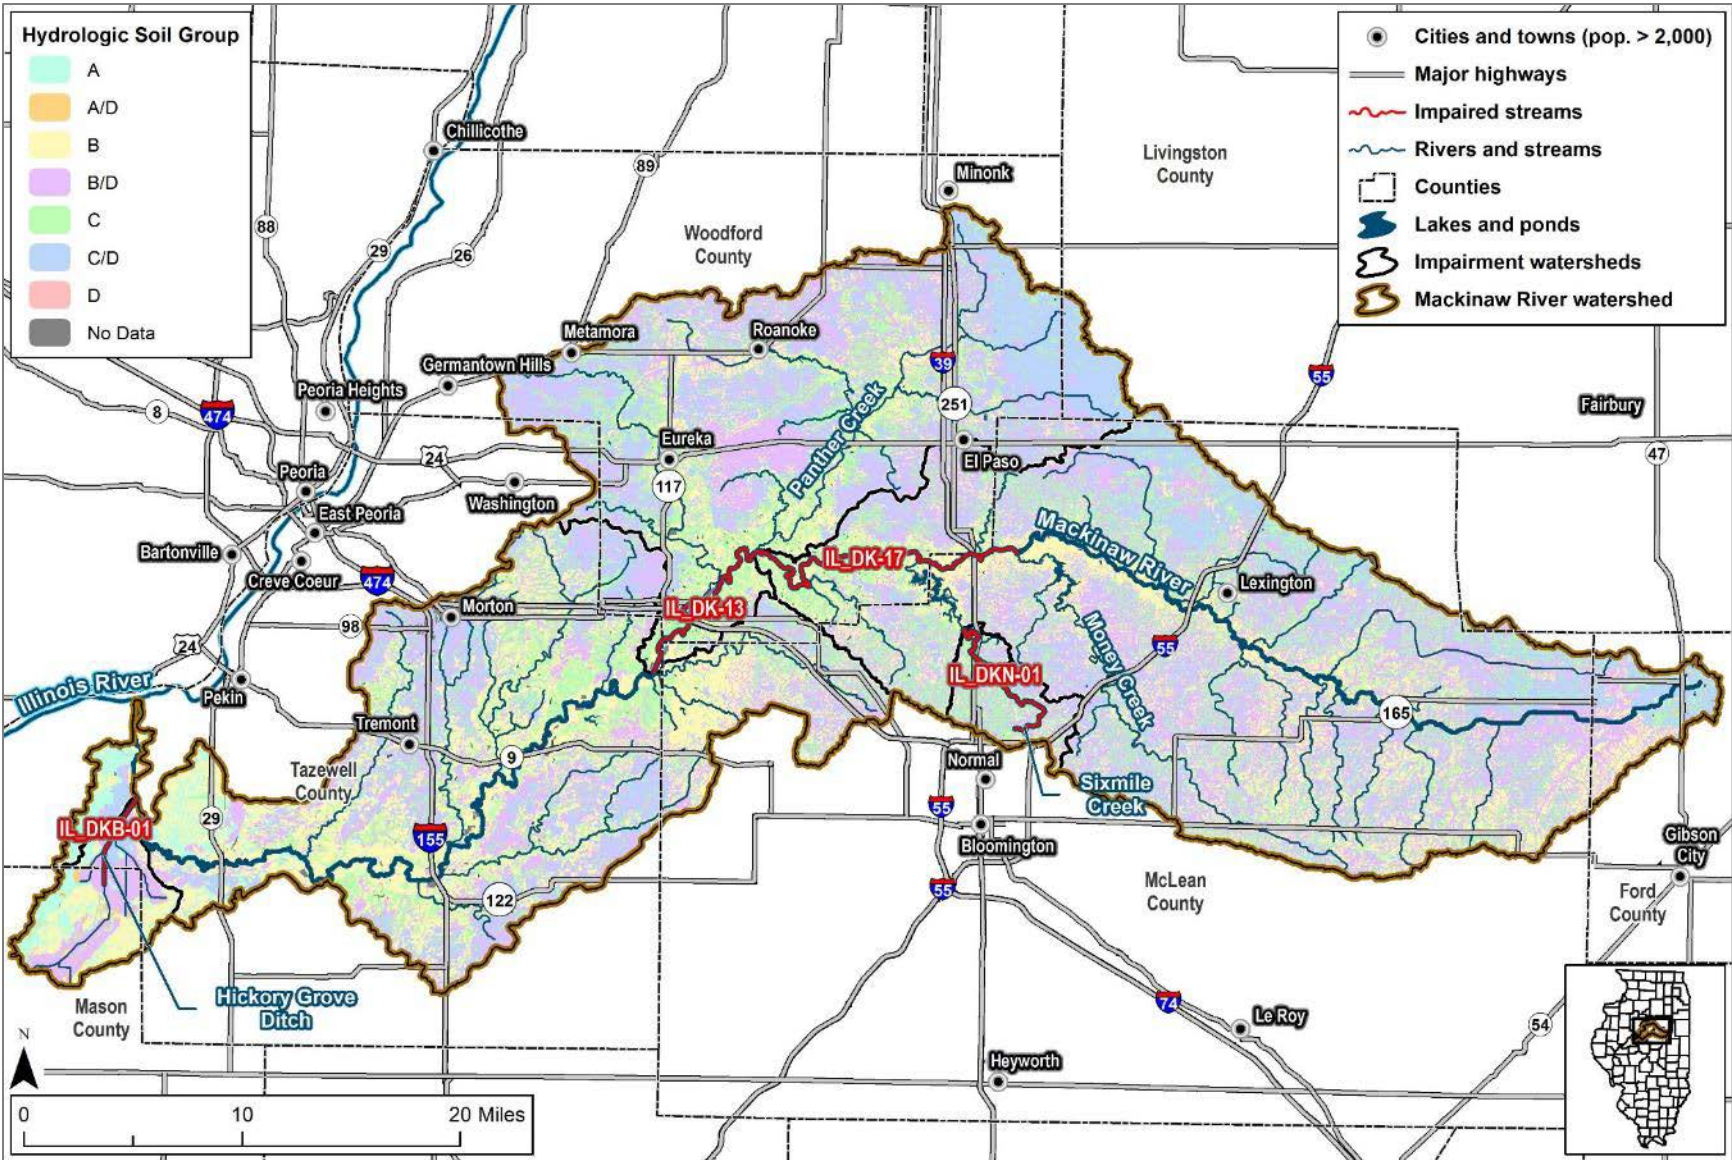 Hydrologic Soil Group
A
A/D
B
B/D
C
C/D
D
No Data
Cities and towns (pop. > 2,000)
Major highways
Impaired streams
Rivers and streams
Counties
Lakes and ponds
Impairment watersheds
Mackinaw River watershed
Chillicothe
89
Livingston
County
Minonk
88
29
26
Woodford
County
Metamora
Roanoke
Germantown Hills
39
55
Peoria Heights
8
474
251
Fairbury
Panther Creek
Eureka
24
El Paso
47
Peoria
117
Washington
East Peoria
Mackinaw River
Bartonville
IL_DK-17
Creve Coeur
474
Lexington
Morton
IL_DK-13
98
24
Money Creek
55
Illinois River
Pekin
IL_DKN-01
165
Tremont
9
Normal
Tazewell
County
Sixmile
Creek
29
55
IL_DKB-01
155
Bloomington
Gibson
City
55
McLean
County
122
Ford
County
Hickory Grove
Ditch
Mason
County
74
Le Roy
54
N
Heyworth
0 10 20 Miles